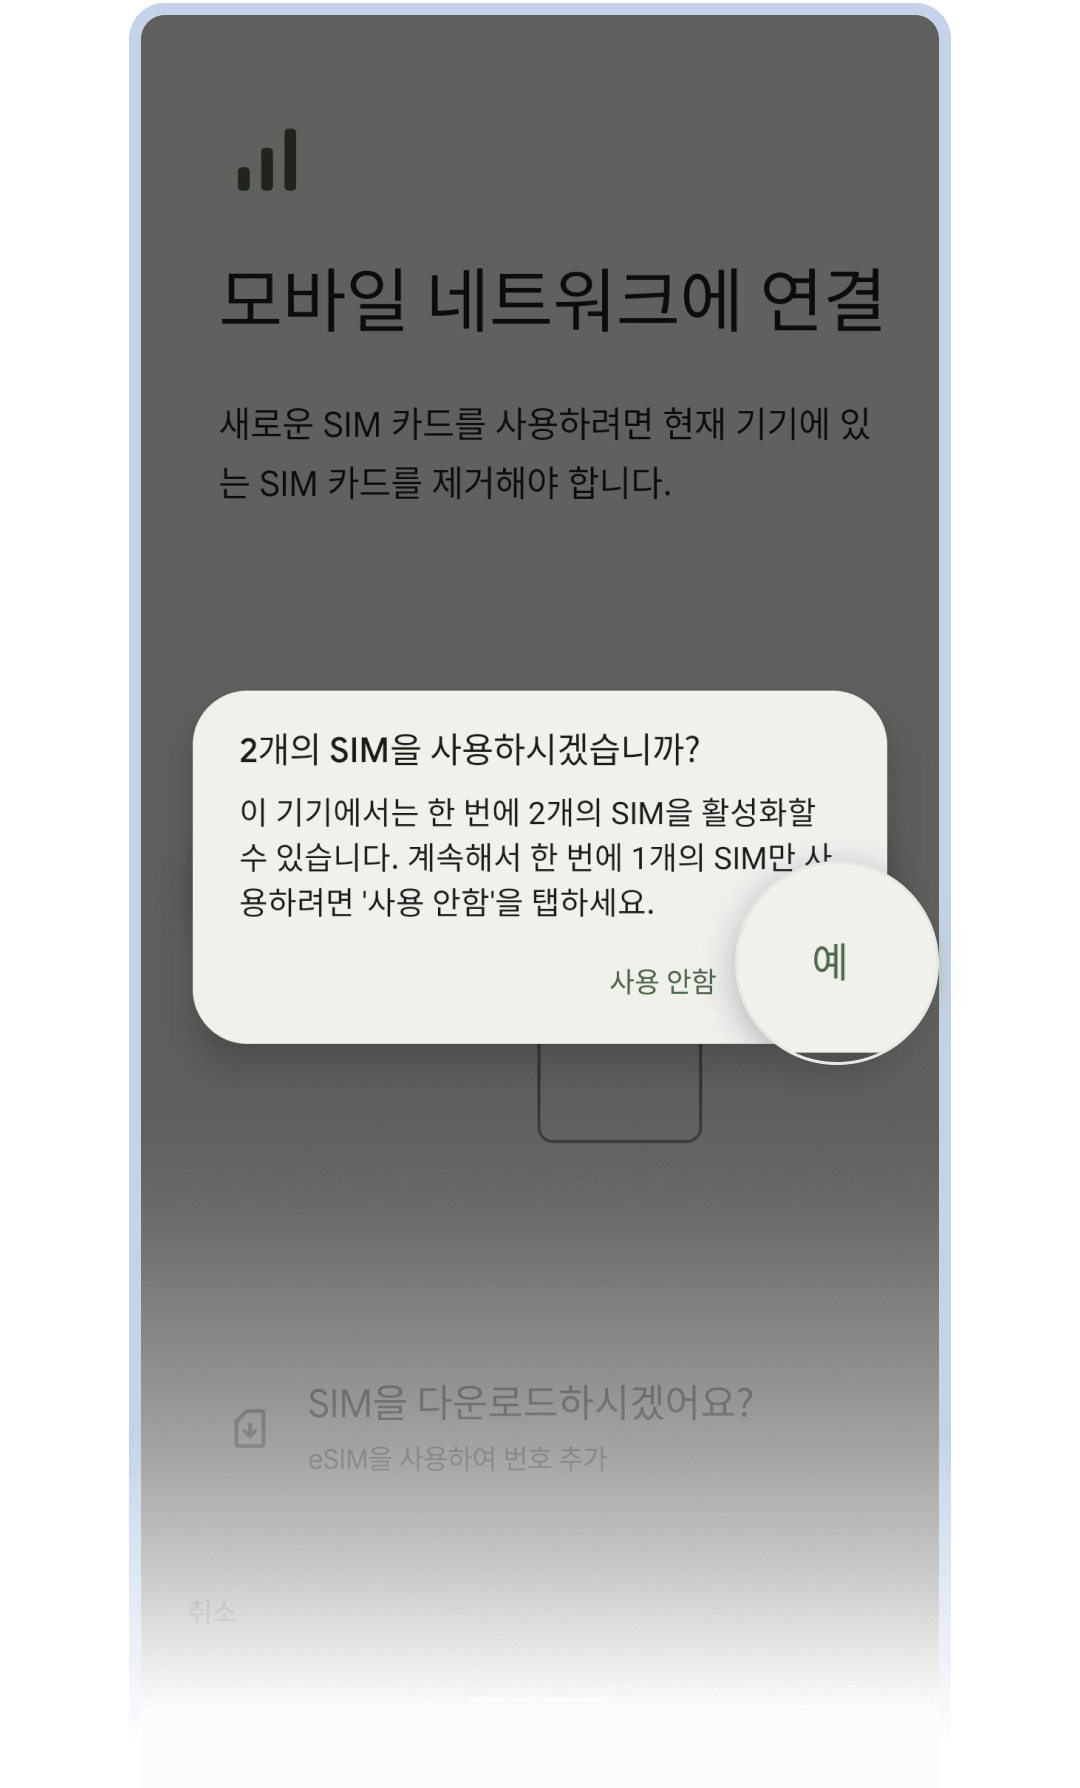 모바일 네트워크에 연결
새로운 SIM 카드를 사용하려면 현재 기기에 있
는 SIM 카드를 제거해야 합니다.
2개의 SIM을 사용하시겠습니까?
이 기기에서는 한 번에 2개의 SIM을 활성화할
수 있습니다. 계속해서 한 번에 1개의 SIM만 사
용하려면 '사용 안함'을 탭하세요.
사용 안함
예
SIM을 다운로드하시겠어요?
eSIM을 사용하여 번호 추가
취소